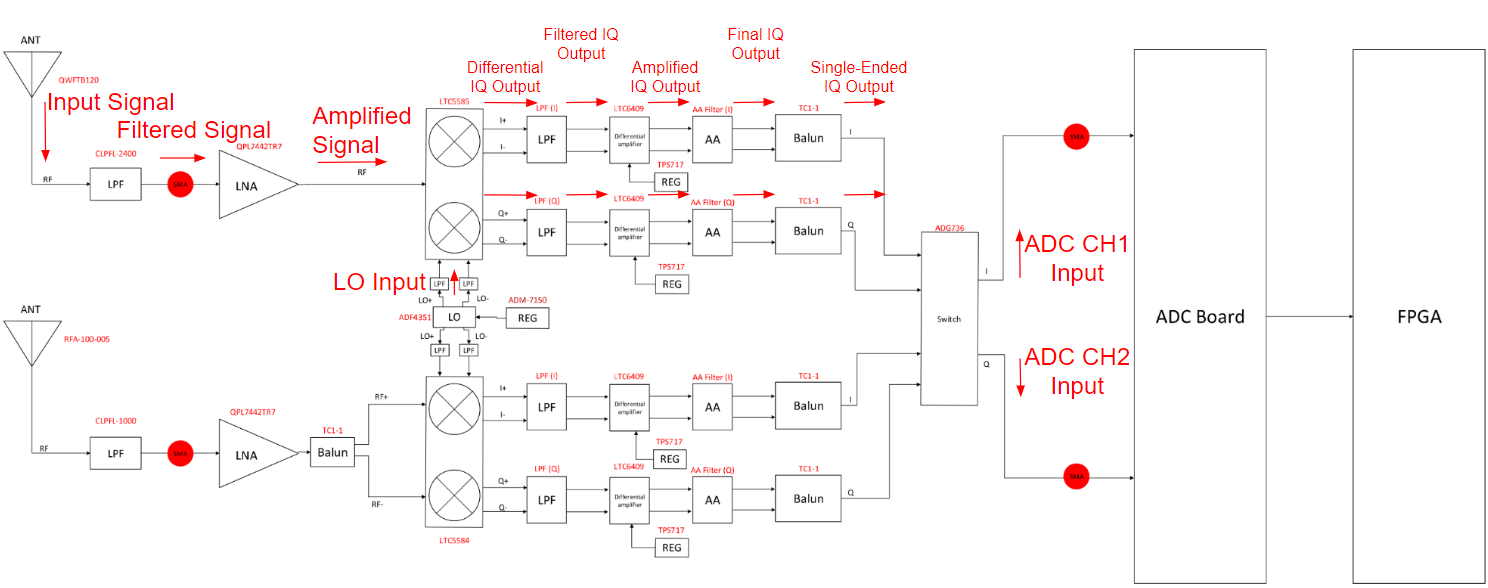 Filtered IQ
Output
Final IQ
Output
Differential
IQ Output
Amplified
IQ Output
Single-Ended
IQ Output
ANT
QWFTB120
Input Signal
Filtered Signal
Amplified
Signal
LTC5585
LPF (I)
LTC6409
AA Filter (I)
TC1-1
CLPFL-2400
QPL7442TR7
RF
LPF
SMA
LNA
RF
I+
I-
LPF
Differential
amplifier
AA
Balun
I
TPS717
REG
LPF (Q)
LTC6409
AA Filter (Q)
TC1-1
Q+
Q-
LPF
Differential
amplifier
AA
Balun
Q
TPS717
REG
LO Input
LPF
LPF
LO+
LO-
ADF4351
LO
ADM-7150
REG
LO+
LO-
LPF
LPF
ADG736
Switch
I
Q
SMA
ADC CH1
Input
ADC CH2
Input
SMA
ADC Board
FPGA
ANT
RFA-100-005
CLPFL-1000
QPL7442TR7
TC1-1
RF
LPF
SMA
LNA
Balun
RF+
RF-
LTC5584
LPF (I)
LTC6409
AA Filter (I)
TC1-1
I+
I-
LPF
Differential
amplifier
AA
Balun
I
TPS717
REG
LPF (Q)
LTC6409
AA Filter (Q)
TC1-1
Q+
Q-
LPF
Differential
amplifier
AA
Balun
Q
TPS717
REG